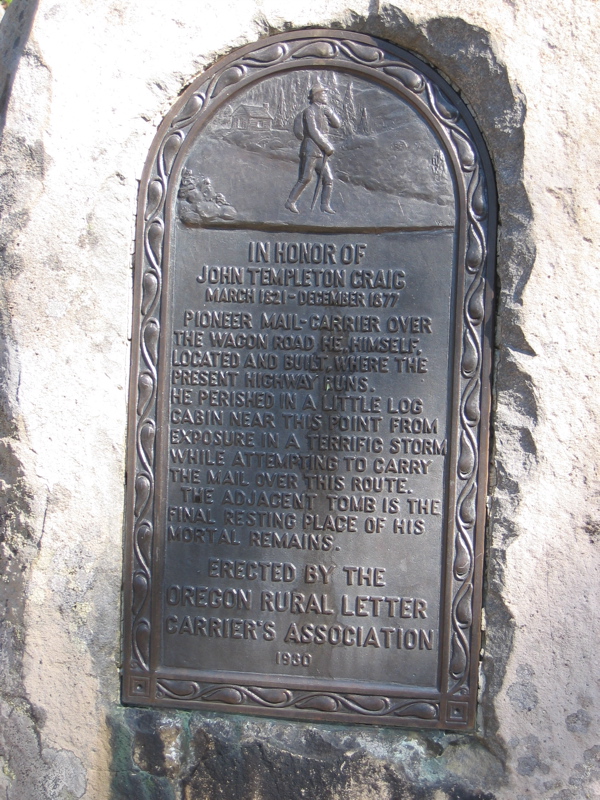 IN HONOR OF
JOHN TEMPLETON CRAIG
MARCH 1821 - DECEMBER 1877
PIONEER MAIL-CARRIER OVER
THE WAGON ROAD HE HIMSELF,
LOCATED AND BUILT, WHERE THE
PRESENT HIGHWAY RUNS.
HE PERISHED IN A LITTLE LOG
CABIN NEAR THIS POINT FROM
EXPOSURE IN A TERRIFIC STORM
WHILE ATTEMPTING TO CARRY
THE MAIL OVER THIS ROUTE.
THE ADJACENT TOMB IS THE
FINAL RESTING PLACE OF HIS
MORTAL REMAINS.
ERECTED BY THE
OREGON RURAL LETTER
CARRIER'S ASSOCIATION
1930